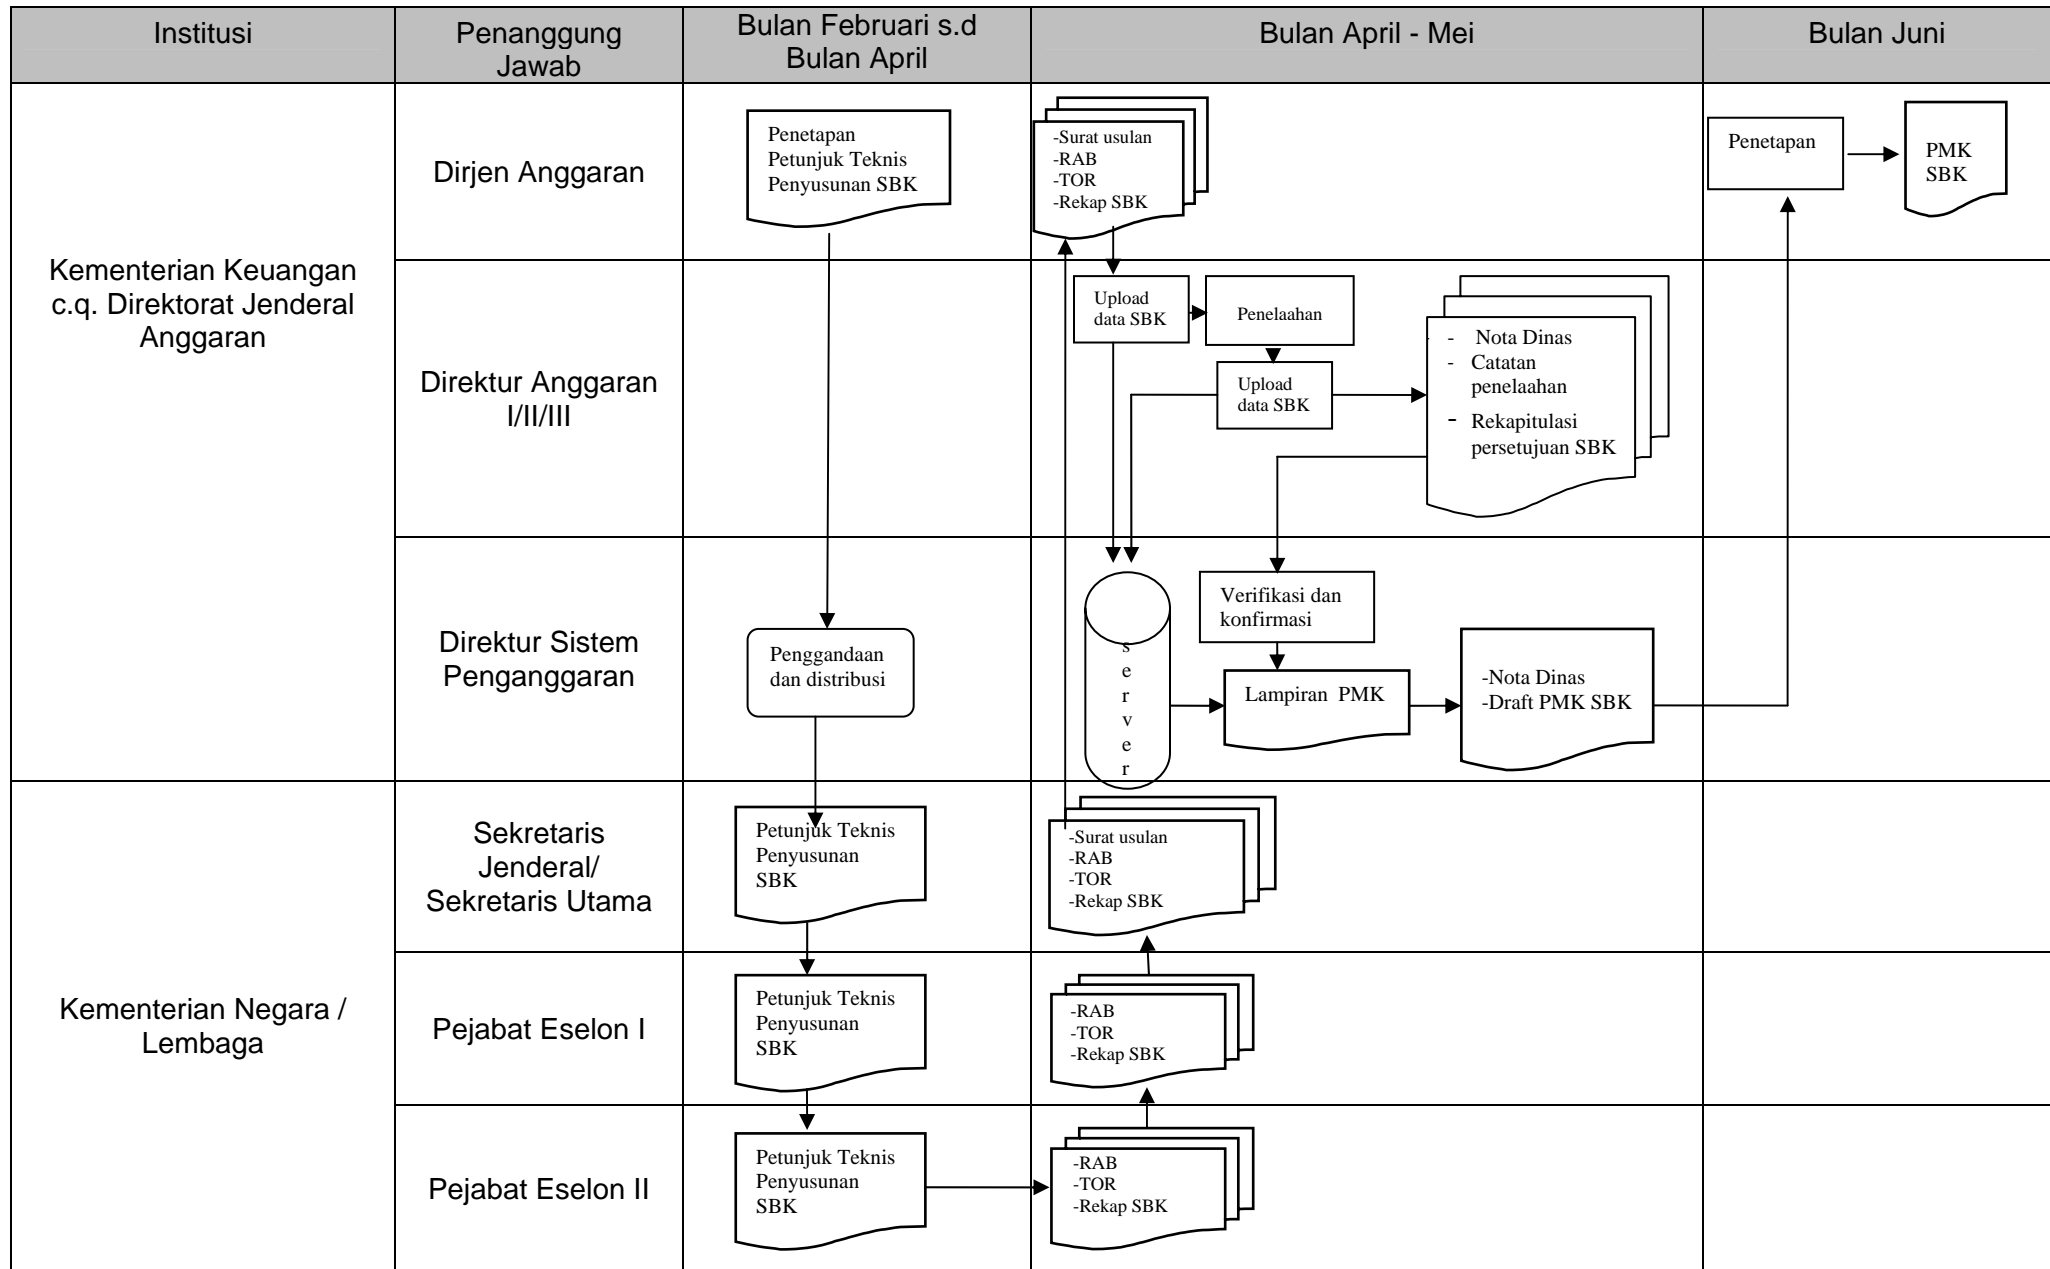 Institusi
Penanggung
Jawab
Bulan Februari s.d
Bulan April
Bulan April - Mei
Bulan Juni
Kementerian Keuangan
c.q. Direktorat Jenderal
Anggaran
Dirjen Anggaran
Penetapan
Petunjuk Teknis
Penyusunan SBK
-Surat usulan
-RAB
-TOR
-Rekap SBK
Penetapan
PMK
SBK
Direktur Anggaran
I/II/III
Upload
data SBK
Penelaahan
Upload
data SBK
- - Nota Dinas
- Catatan
penelaahan
- Rekapitulasi
persetujuan SBK
Direktur Sistem
Penganggaran
Penggandaan
dan distribusi
s
e
r
v
e
r
Verifikasi dan
konfirmasi
Lampiran PMK
-Nota Dinas
-Draft PMK SBK
Kementerian Negara /
Lembaga
Sekretaris
Jenderal/
Sekretaris Utama
Petunjuk Teknis
Penyusunan
SBK
-Surat usulan
-RAB
-TOR
-Rekap SBK
Pejabat Eselon I
Petunjuk Teknis
Penyusunan
SBK
-RAB
-TOR
-Rekap SBK
Pejabat Eselon II
Petunjuk Teknis
Penyusunan
SBK
-RAB
-TOR
-Rekap SBK